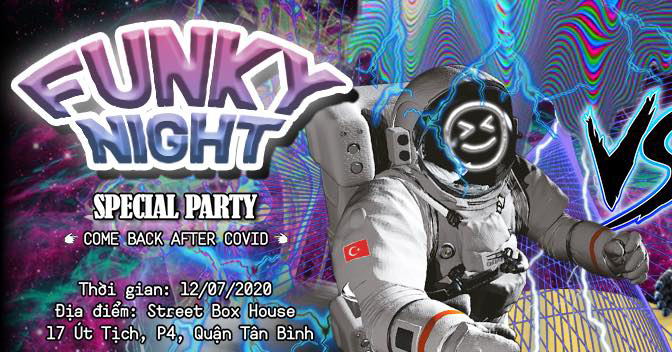 FUNKY
NIGHT
SPECIAL PARTY
COME BACK AFTER COVID
Thời gian: 12/07/2020
Địa điểm: Street Box House
17 Út Tịch, P4, Quận Tân Bình
VS